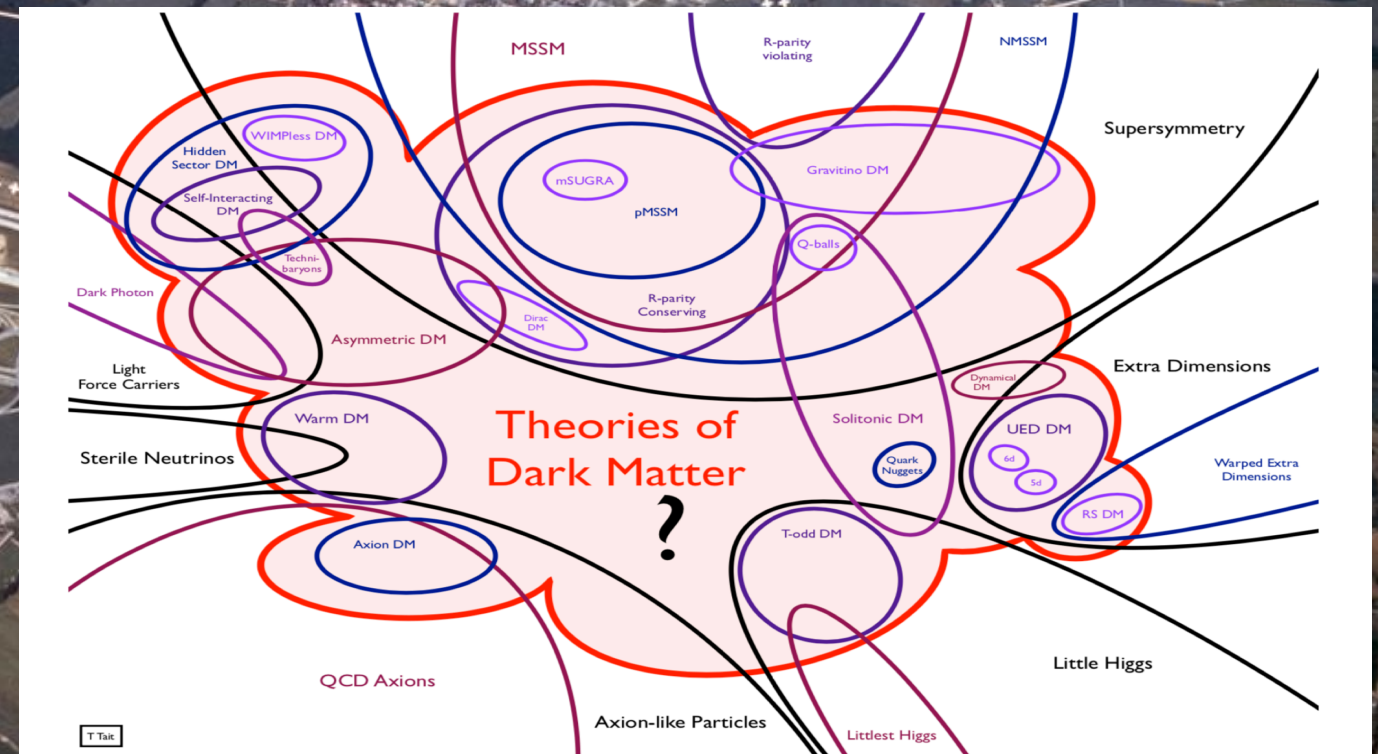 MSSM
R-parity
violating
NMSSM
Supersymmetry
WIMPless DM
Hidden
Sector DM
Self-Interacting
DM
Techni-
baryons
mSUGRA
pMSSM
Gravitino DM
Q-balls
Dark Photon
R-parity
Conserving
Dirac
DM
Asymmetric DM
Light
Force Carriers
Extra Dimensions
Dynamical
DM
Warm DM
Theories of
Dark Matter
?
Solitonic DM
UED DM
Sterile Neutrinos
Quark
Nuggets
6d
5d
Warped Extra
Dimensions
RS DM
Axion DM
T-odd DM
QCD Axions
Axion-like Particles
Little Higgs
Littlest Higgs
T Tait